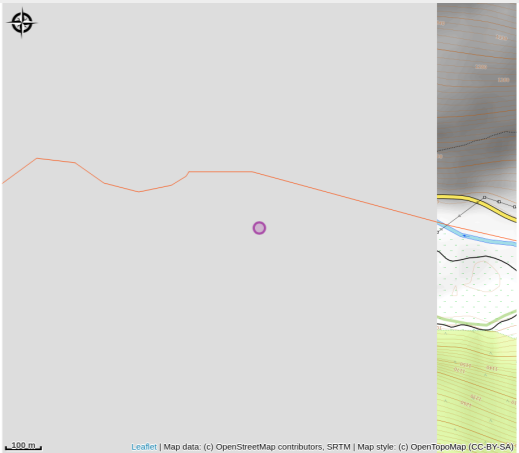 100 m
Leaflet | Map data: (c) OpenStreetMap contributors, SRTM | Map style: (c) OpenTopoMap (CC-BY-SA)